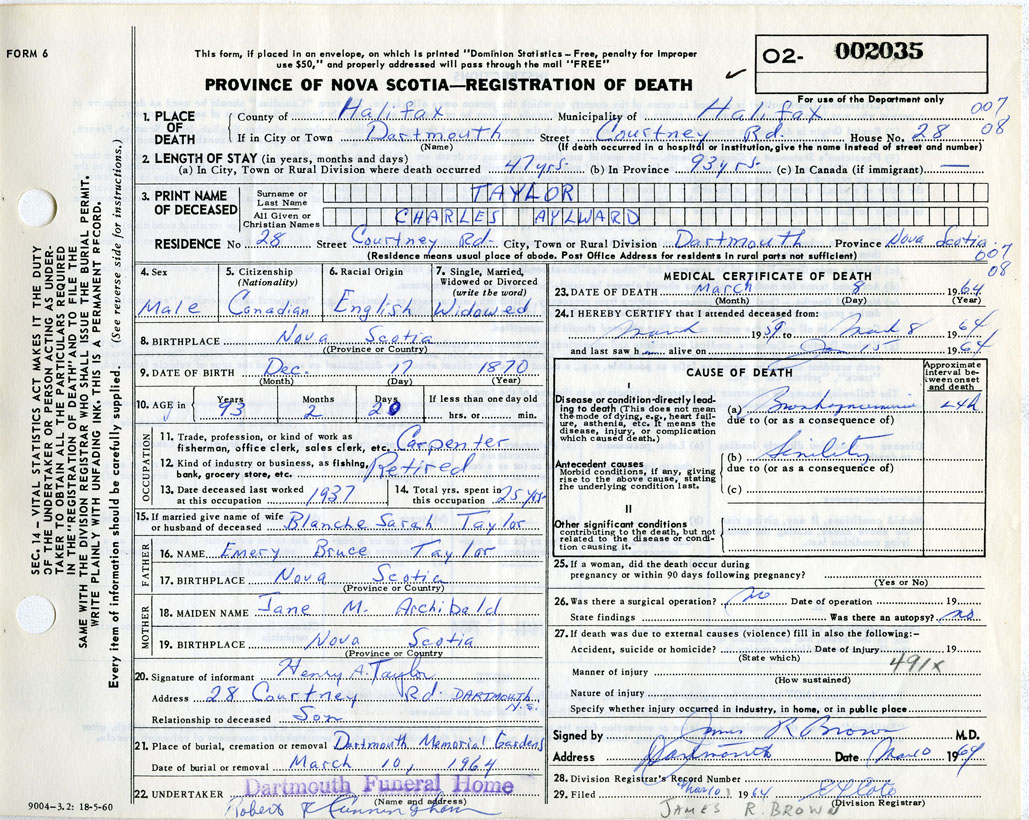 FORM 6
This form, if placed in an envelope, on which is printed "Dominion Statistics – Free, penalty for improper
use $50," and properly addressed will pass through the mail "FREE"
PROVINCE OF NOVA SCOTIA—REGISTRATION OF DEATH
O2- 002035
For use of the Department only
007
08
1. PLACE OF DEATH
County of Halifax Municipality of Halifax
If in City or Town Dartmouth Street Courtney Rd. House No. 28
(Name) (If death occurred in a hospital or institution, give the name instead of street and number)
2. LENGTH OF STAY (in years, months and days)
(a) In City, Town or Rural Division where death occurred 47 yrs. (b) In Province 93 yrs. (c) In Canada (if immigrant) —
3. PRINT NAME OF DECEASED
Surname or Last Name TAYLOR
All Given or Christian Names CHARLES AYLWARD
RESIDENCE No 28 Street Courtney Rd- City, Town or Rural Division Dartmouth Province Nova Scotia.
(Residence means usual place of abode. Post Office Address for residents in rural parts not sufficient)
007
08
4. Sex
Male
5. Citizenship
(Nationality)
Canadian
6. Racial Origin
English
7. Single, Married,
Widowed or Divorced
(write the word)
Widowed
8. BIRTHPLACE Nova Scotia
(Province or Country)
9. DATE OF BIRTH Dec. 17 1870
(Month) (Day) (Year)
10. AGE in Years Months Days If less than one day old
93 2 20 hrs. or min.
OCCUPATION
11. Trade, profession, or kind of work as
fisherman, office clerk, sales clerk, etc. Carpenter
12. Kind of industry or business, as fishing,
bank, grocery store, etc. Retired
13. Date deceased last worked
at this occupation 1937
14. Total yrs. spent in
this occupation 25 yrs.
15. If married give name of wife
or husband of deceased Blanche Sarah Taylor
FATHER
16. NAME Emery Bruce Taylor
17. BIRTHPLACE Nova Scotia
(Province or Country)
MOTHER
18. MAIDEN NAME Jane M. Archibald
19. BIRTHPLACE Nova Scotia
(Province or Country
20. Signature of informant Henry A. Taylor
Address 28 Courtney Rd. DARTMOUTH N.S.
Relationship to deceased Son
21. Place of burial, cremation or removal Dartmouth Memorial Gardens
Date of burial or removal March 10, 1964
22. UNDERTAKER Dartmouth Funeral Home
(Name and address)
Robert Cunningham
9004-3.2: 18-5-60
MEDICAL CERTIFICATE OF DEATH
23. DATE OF DEATH March 8 1964
(Month) (Day) (Year)
24. I HEREBY CERTIFY that I attended deceased from:
March 1959 to March 8 1964
and last saw h alive on Jan 15 1964
CAUSE OF DEATH
Approximate
interval be-
tween onset
and death
I
Disease or condition directly lead-
ing to death (This does not mean
the mode of dying, e.g., heart fail-
ure, asthenia, etc. It means the
disease, injury, or complication
which caused death.)
(a) Bronchopneumonia
due to (or as a consequence of)
(b) Senility
due to (or as a consequence of)
(c)
Antecedent causes
Morbid conditions, if any, giving
rise to the above cause, stating
the underlying condition last.
II
Other significant conditions
contributing to the death, but not
related to the disease or condi-
tion causing it.
25. If a woman, did the death occur during
pregnancy or within 90 days following pregnancy?
(Yes or No)
26. Was there a surgical operation? no Date of operation 19
State findings Was there an autopsy? no
27. If death was due to external causes (violence) fill in also the following:–
Accident, suicide or homicide? Date of injury 19
(State which)
491x
Manner of injury
(How sustained)
Nature of injury
Specify whether injury occurred in industry, in home, or in public place
Signed by James R Brown M.D.
Address Dartmouth Date Mar 10 1964
28. Division Registrar's Record Number
29. Filed Mar 10 1964
(Division Registrar)
JAMES R. BROWN
SEC. 14 – VITAL STATISTICS ACT MAKES IT THE DUTY
OF THE UNDERTAKER OR PERSON ACTING AS UNDER-
TAKER TO OBTAIN ALL THE PARTICULARS REQUIRED
IN THE "REGISTRATION OF DEATH" AND TO FILE THE
SAME WITH THE DIVISION REGISTRAR WHO SHALL ISSUE THE BURIAL PERMIT.
WRITE PLAINLY WITH UNFADING INK. THIS IS A PERMANENT RECORD.
Every item of information should be carefully supplied. (See reverse side for instructions.)